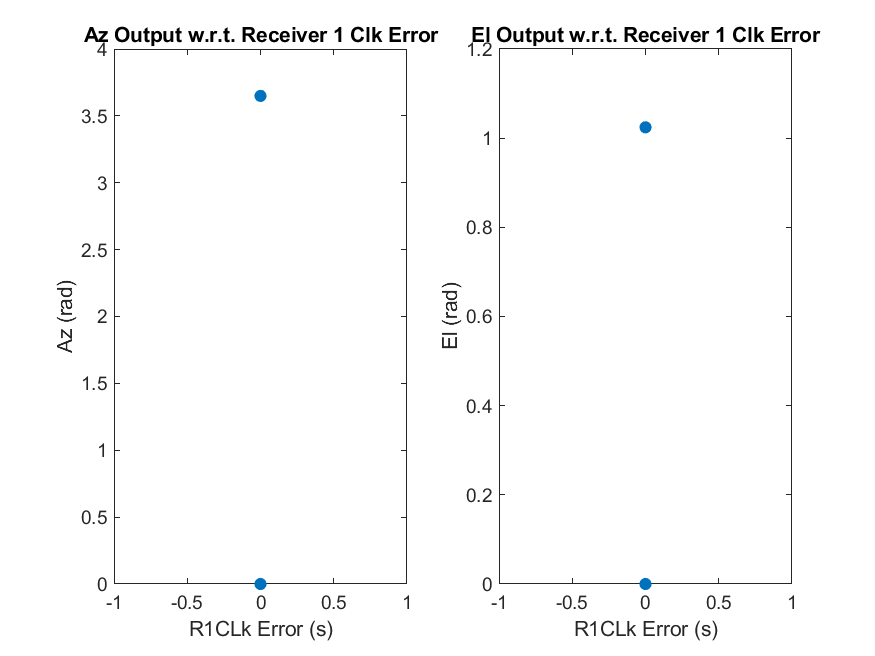 Az Output w.r.t. Receiver 1 Clk Error
4
3.5
3
2.5
2
1.5
1
0.5
0
Az (rad)
-1 -0.5 0 0.5 1
R1CLk Error (s)
El Output w.r.t. Receiver 1 Clk Error
1.2
1
0.8
0.6
0.4
0.2
0
El (rad)
-1 -0.5 0 0.5 1
R1CLk Error (s)